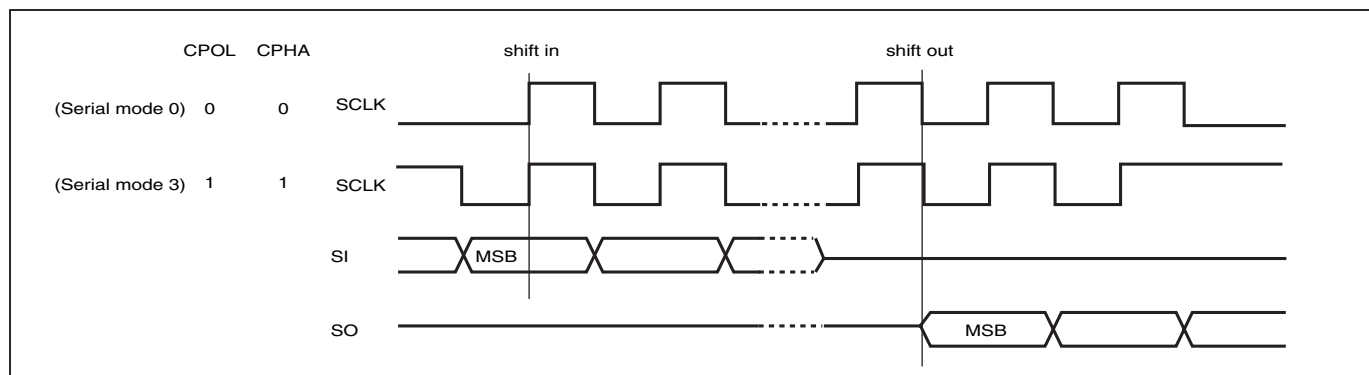 CPOL CPHA shift in shift out
(Serial mode 0) 0 0 SCLK
(Serial mode 3) 1 1 SCLK
SI MSB
SO MSB